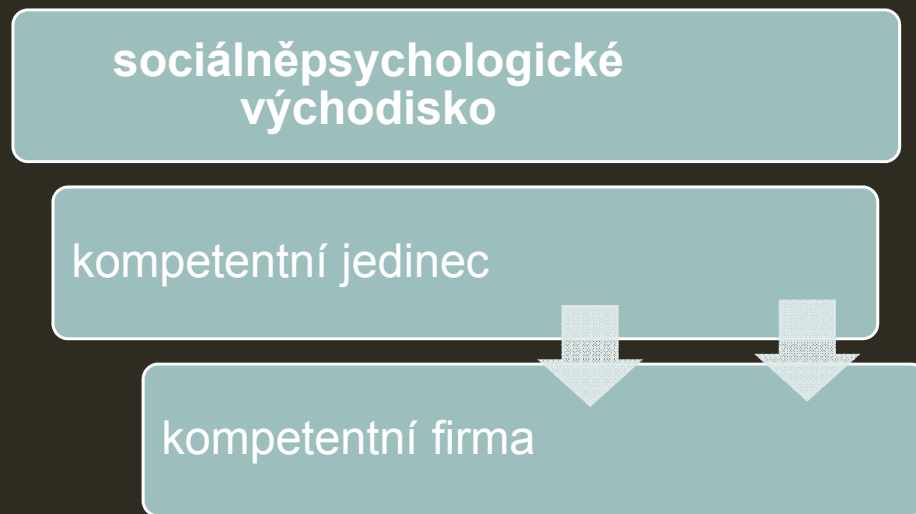 sociálněpsychologické
východisko
kompetentní jedinec
kompetentní firma